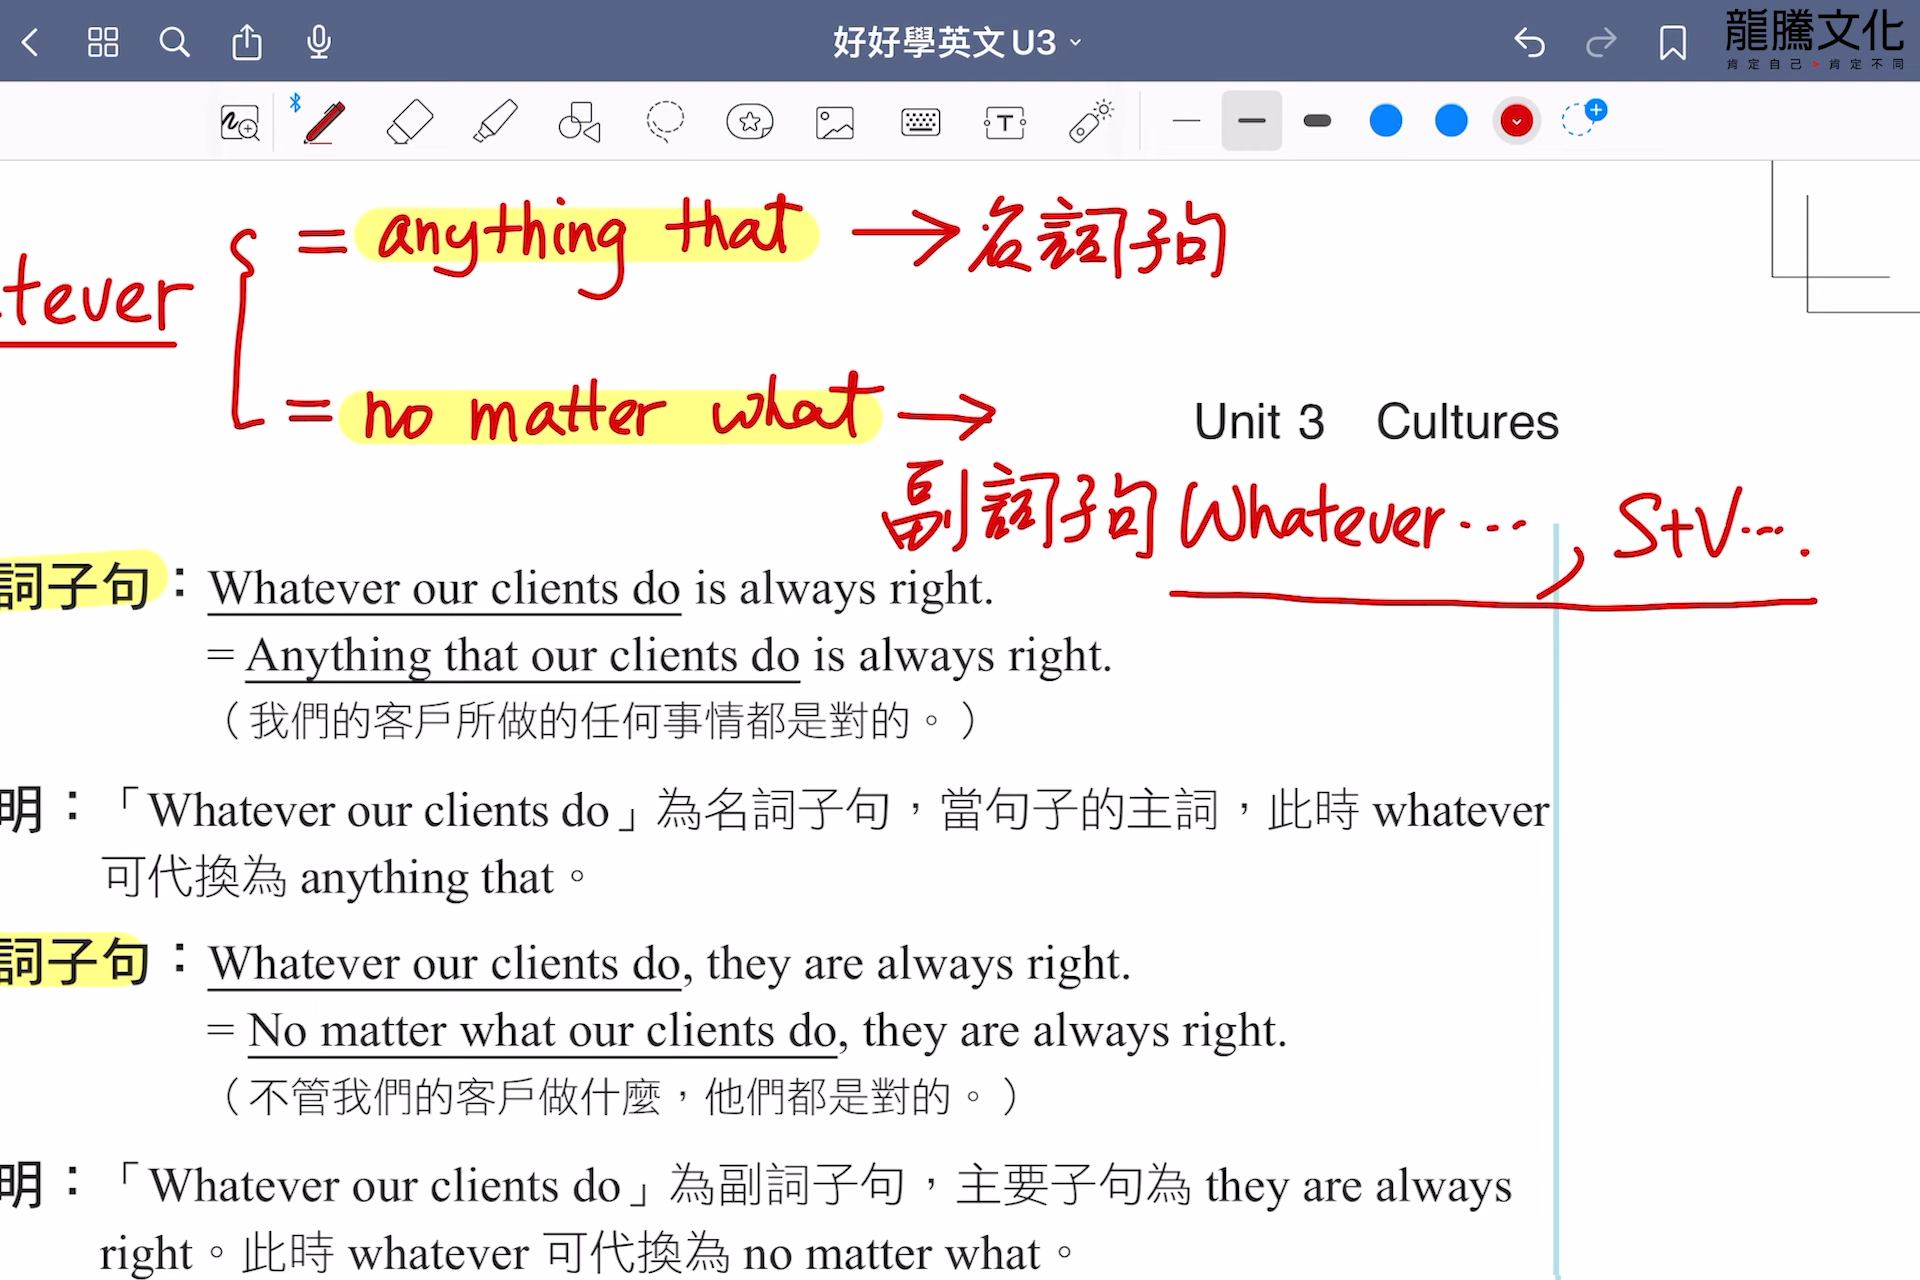 好好學英文 U3
龍騰文化
肯定自己 肯定不同
= anything that → 名詞子句
tever
= no matter what →
Unit 3 Cultures
副詞子句 Whatever… , S+V….
詞子句：Whatever our clients do is always right.
= Anything that our clients do is always right.
（我們的客戶所做的任何事情都是對的。）
明：「Whatever our clients do」為名詞子句，當句子的主詞，此時 whatever
可代換為 anything that。
詞子句：Whatever our clients do, they are always right.
= No matter what our clients do, they are always right.
（不管我們的客戶做什麼，他們都是對的。）
明：「Whatever our clients do」為副詞子句，主要子句為 they are always
right。此時 whatever 可代換為 no matter what。